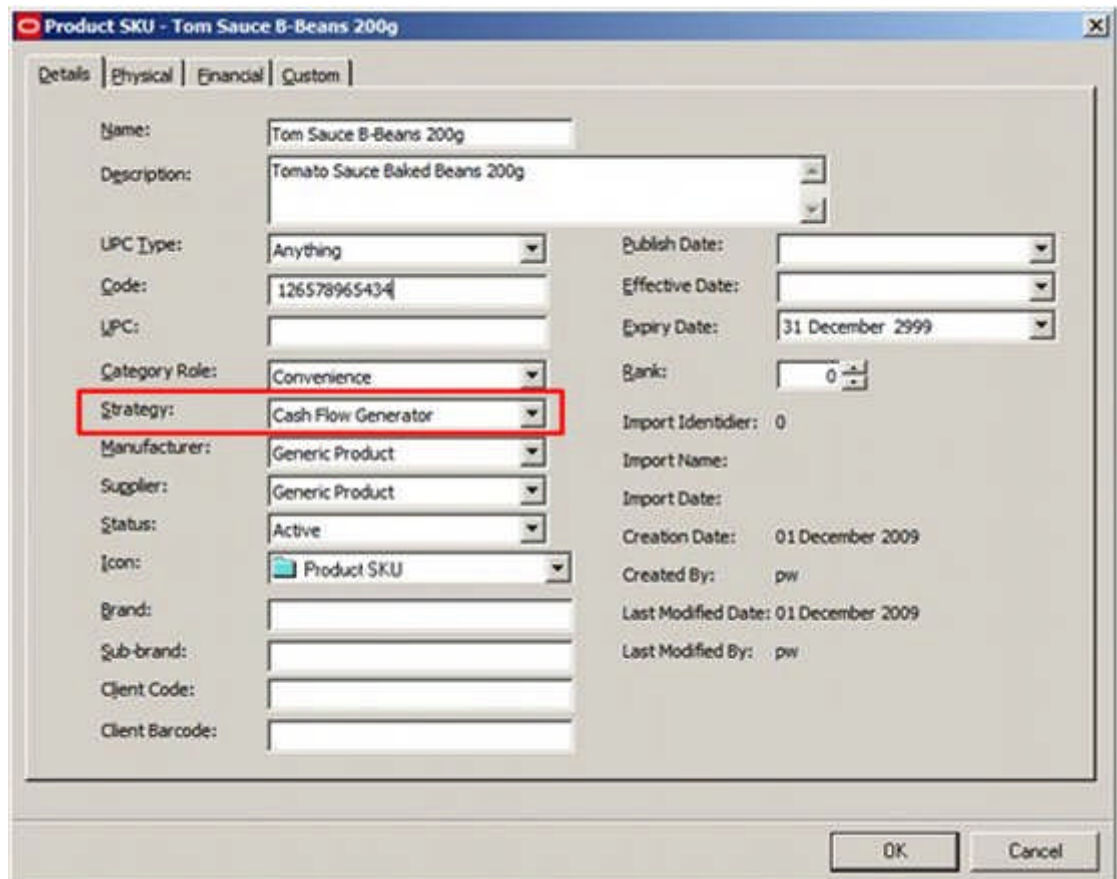 Product SKU - Tom Sauce B-Beans 200g
Details Physical Financial Custom
Name: Tom Sauce B-Beans 200g
Description: Tomato Sauce Baked Beans 200g
UPC Type: Anything Publish Date:
Code: 126578965434 Effective Date:
UPC: Expiry Date: 31 December 2999
Category Role: Convenience Rank: 0
Strategy: Cash Flow Generator Import Identidier: 0
Manufacturer: Generic Product Import Name:
Supplier: Generic Product Import Date:
Status: Active Creation Date: 01 December 2009
Icon: Product SKU Created By: pw
Brand: Last Modified Date: 01 December 2009
Sub-brand: Last Modified By: pw
Client Code:
Client Barcode:
OK Cancel